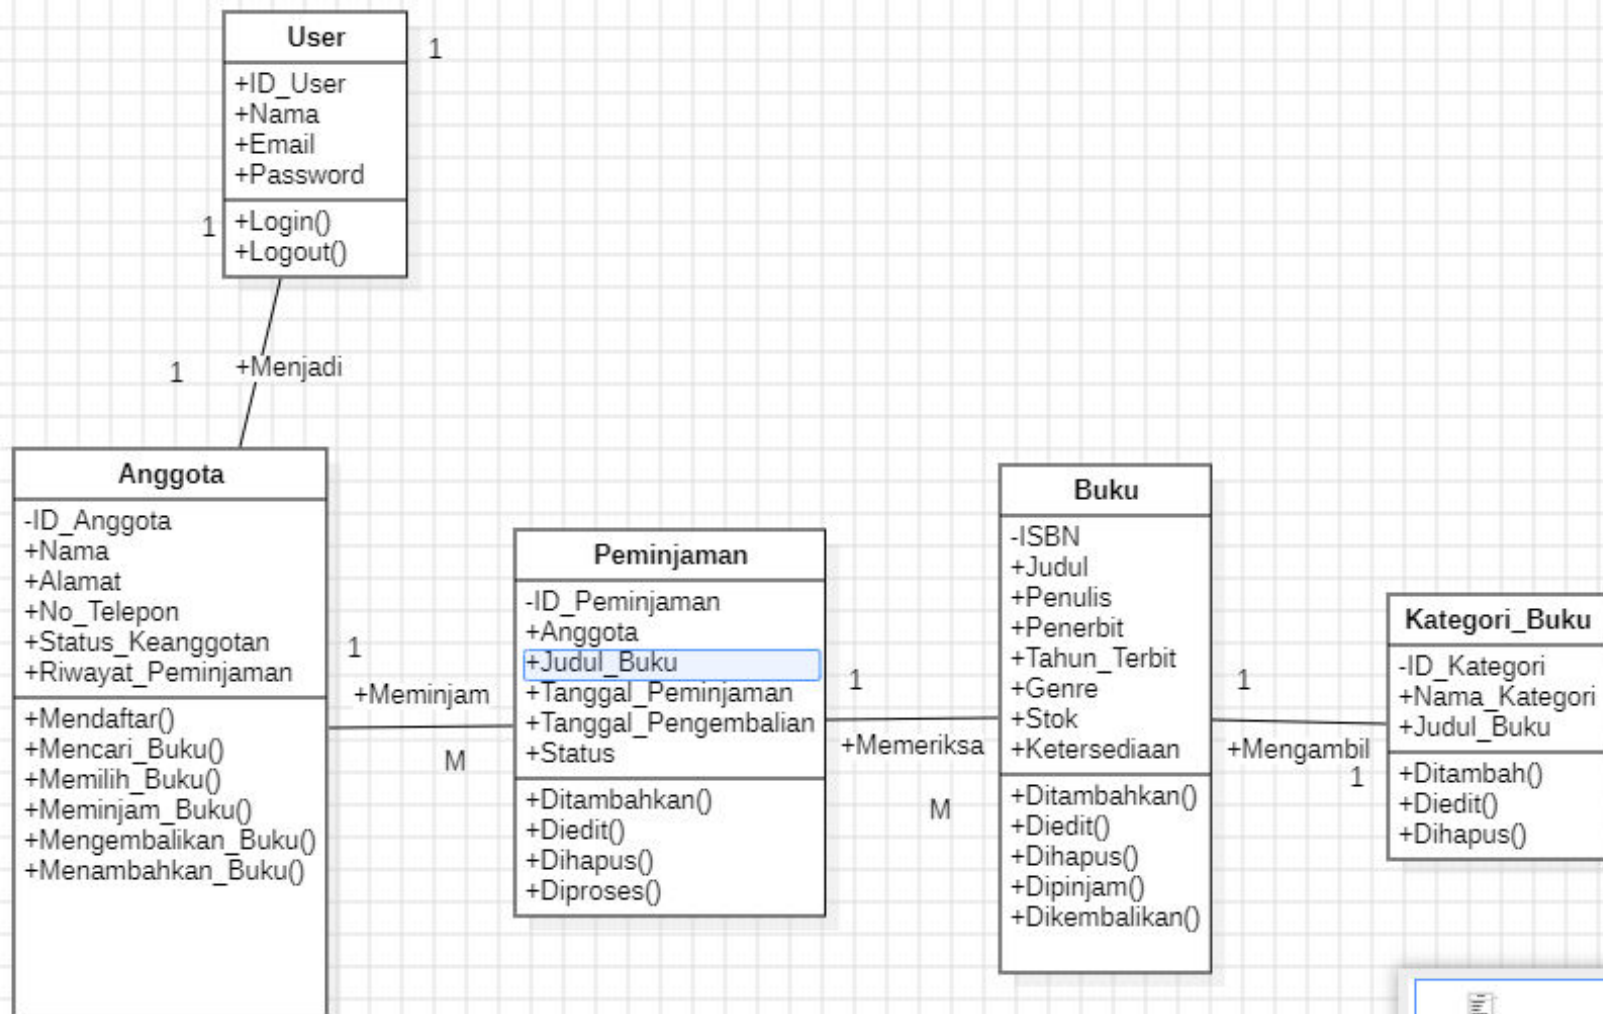 User
1
+ID_User
+Nama
+Email
+Password
1
+Login()
+Logout()
1
+Menjadi
Anggota
-ID_Anggota
+Nama
+Alamat
+No_Telepon
+Status_Keanggotan
+Riwayat_Peminjaman
+Mendaftar()
+Mencari_Buku()
+Memilih_Buku()
+Meminjam_Buku()
+Mengembalikan_Buku()
+Menambahkan_Buku()
1
+Meminjam
M
Peminjaman
-ID_Peminjaman
+Anggota
+Judul_Buku
+Tanggal_Peminjaman
+Tanggal_Pengembalian
+Status
+Ditambahkan()
+Diedit()
+Dihapus()
+Diproses()
1
+Memeriksa
M
Buku
-ISBN
+Judul
+Penulis
+Penerbit
+Tahun_Terbit
+Genre
+Stok
+Ketersediaan
+Ditambahkan()
+Diedit()
+Dihapus()
+Dipinjam()
+Dikembalikan()
1
+Mengambil
1
Kategori_Buku
-ID_Kategori
+Nama_Kategori
+Judul_Buku
+Ditambah()
+Diedit()
+Dihapus()